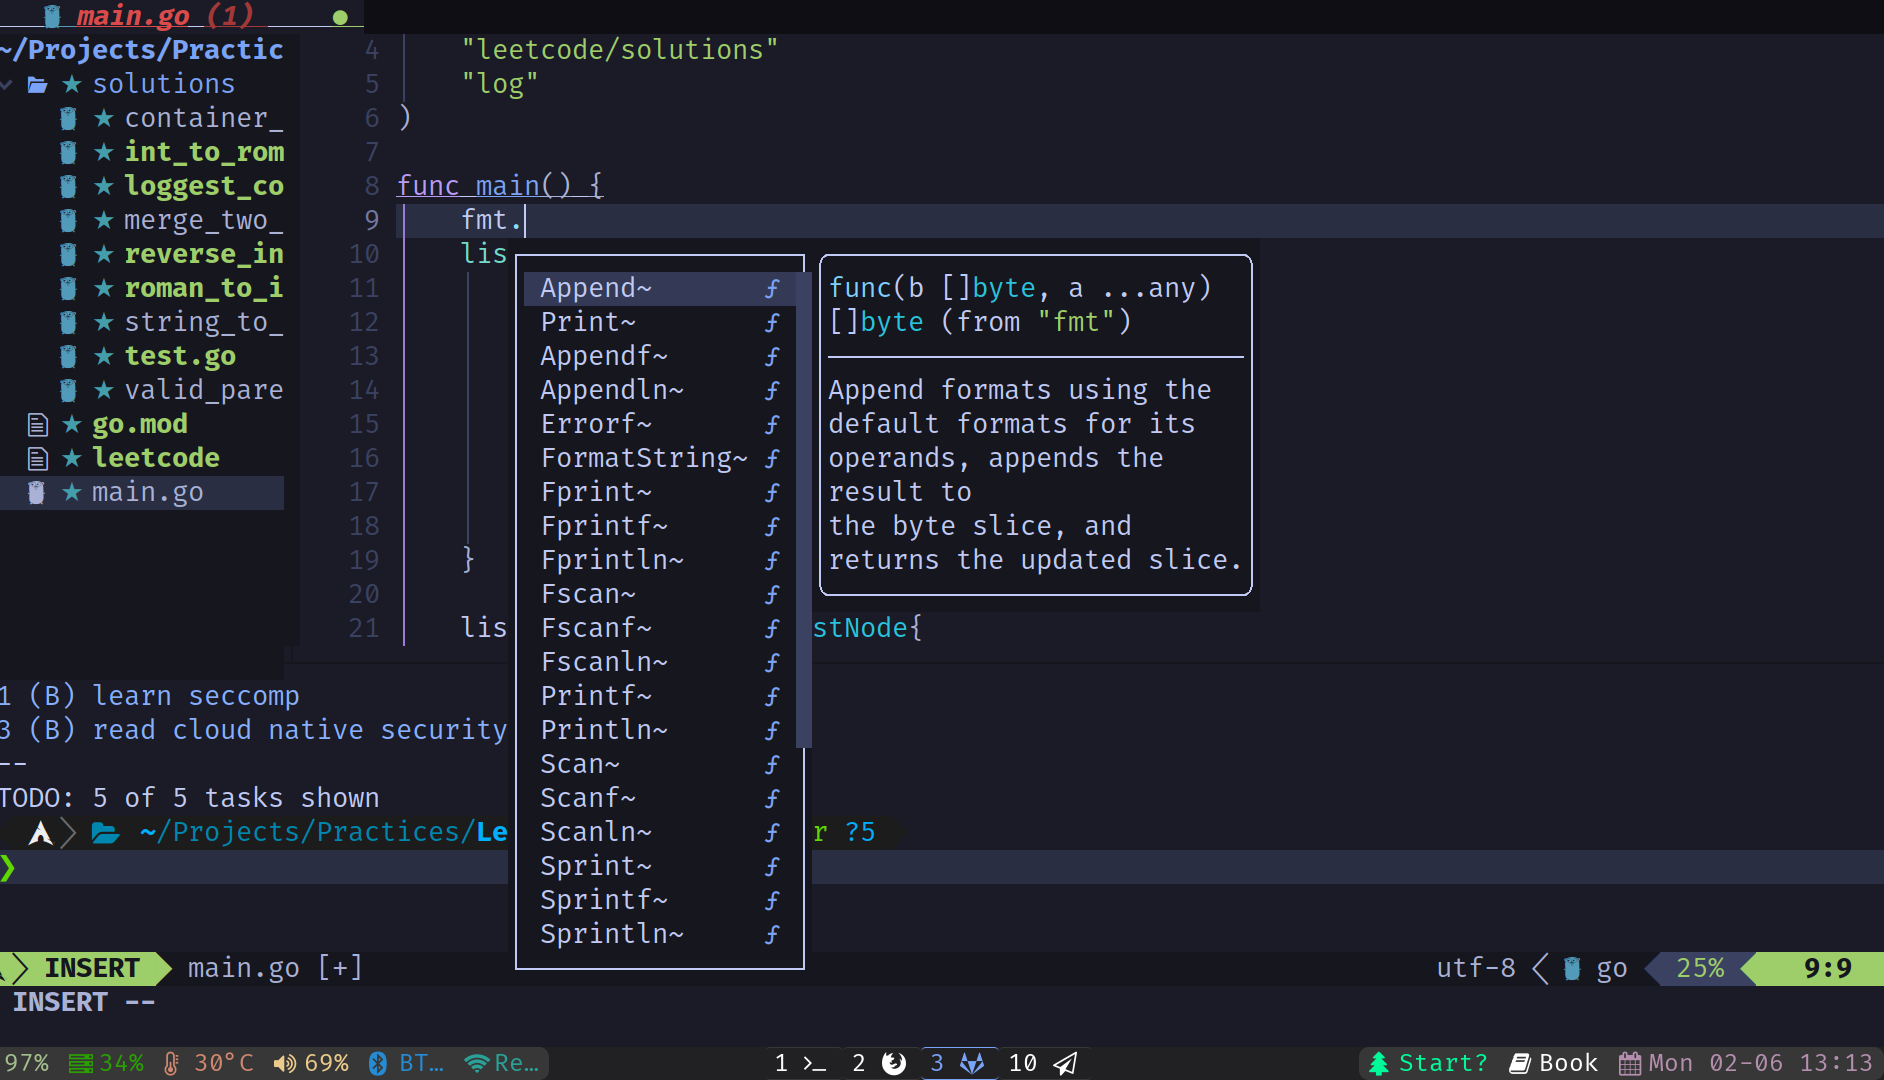 main.go (1)
~/Projects/Practic
solutions
container_
int_to_rom
loggest_co
merge_two_
reverse_in
roman_to_i
string_to_
test.go
valid_pare
go.mod
leetcode
main.go
4 "leetcode/solutions"
5 "log"
6 )
7
8 func main() {
9 fmt.
10 lis
11
12
13
14
15
16
17
18
19 }
20
21 lis stNode{
Append~ ƒ
Print~ ƒ
Appendf~ ƒ
Appendln~ ƒ
Errorf~ ƒ
FormatString~ ƒ
Fprint~ ƒ
Fprintf~ ƒ
Fprintln~ ƒ
Fscan~ ƒ
Fscanf~ ƒ
Fscanln~ ƒ
Printf~ ƒ
Println~ ƒ
Scan~ ƒ
Scanf~ ƒ
Scanln~ ƒ
Sprint~ ƒ
Sprintf~ ƒ
Sprintln~ ƒ
func(b []byte, a ...any)
[]byte (from "fmt")
Append formats using the
default formats for its
operands, appends the
result to
the byte slice, and
returns the updated slice.
1 (B) learn seccomp
3 (B) read cloud native security
--
TODO: 5 of 5 tasks shown
~/Projects/Practices/Le r ?5
❯
INSERT main.go [+] utf-8 go 25% 9:9
INSERT --
97% 34% 30°C 69% BT… Re… 1 2 3 10 Start? Book Mon 02-06 13:13